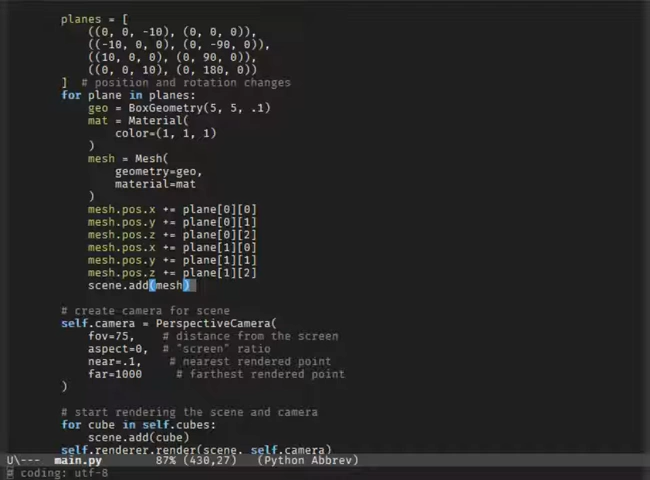 planes = [
((0, 0, -10), (0, 0, 0)),
((-10, 0, 0), (0, -90, 0)),
((10, 0, 0), (0, 90, 0)),
((0, 0, 10), (0, 180, 0))
]  # position and rotation changes
for plane in planes:
geo = BoxGeometry(5, 5, .1)
mat = Material(
color=(1, 1, 1)
)
mesh = Mesh(
geometry=geo,
material=mat
)
mesh.pos.x += plane[0][0]
mesh.pos.y += plane[0][1]
mesh.pos.z += plane[0][2]
mesh.pos.x += plane[1][0]
mesh.pos.y += plane[1][1]
mesh.pos.z += plane[1][2]
scene.add(mesh)
# create camera for scene
self.camera = PerspectiveCamera(
fov=75,   # distance from the screen
aspect=0,  # "screen" ratio
near=.1,    # nearest rendered point
far=1000     # farthest rendered point
)
# start rendering the scene and camera
for cube in self.cubes:
scene.add(cube)
self.renderer.render(scene, self.camera)
U\---  main.py        87% (430,27)   (Python Abbrev)
# coding: utf-8